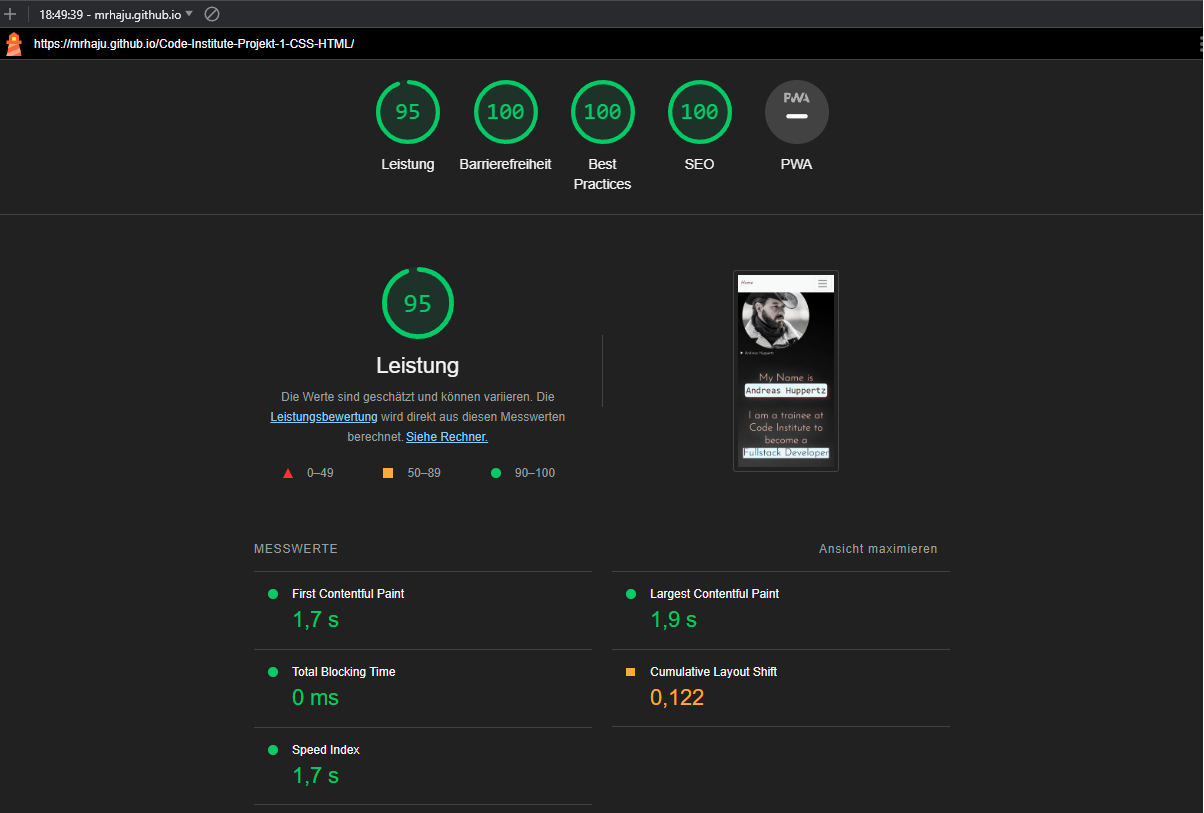 18:49:39 - mrhaju.github.io
https://mrhaju.github.io/Code-Institute-Projekt-1-CSS-HTML/
95
100
100
100
PWA
Leistung
Barrierefreiheit
Best
Practices
SEO
PWA
95
Leistung
Die Werte sind geschätzt und können variieren. Die
Leistungsbewertung wird direkt aus diesen Messwerten
berechnet. Siehe Rechner.
0–49
50–89
90–100
Home
Andreas Huppertz
My Name is
Andreas Huppertz
I am a trainee at
Code Institute to
become a
Fullstack Developer
MESSWERTE
Ansicht maximieren
First Contentful Paint
1,7 s
Largest Contentful Paint
1,9 s
Total Blocking Time
0 ms
Cumulative Layout Shift
0,122
Speed Index
1,7 s